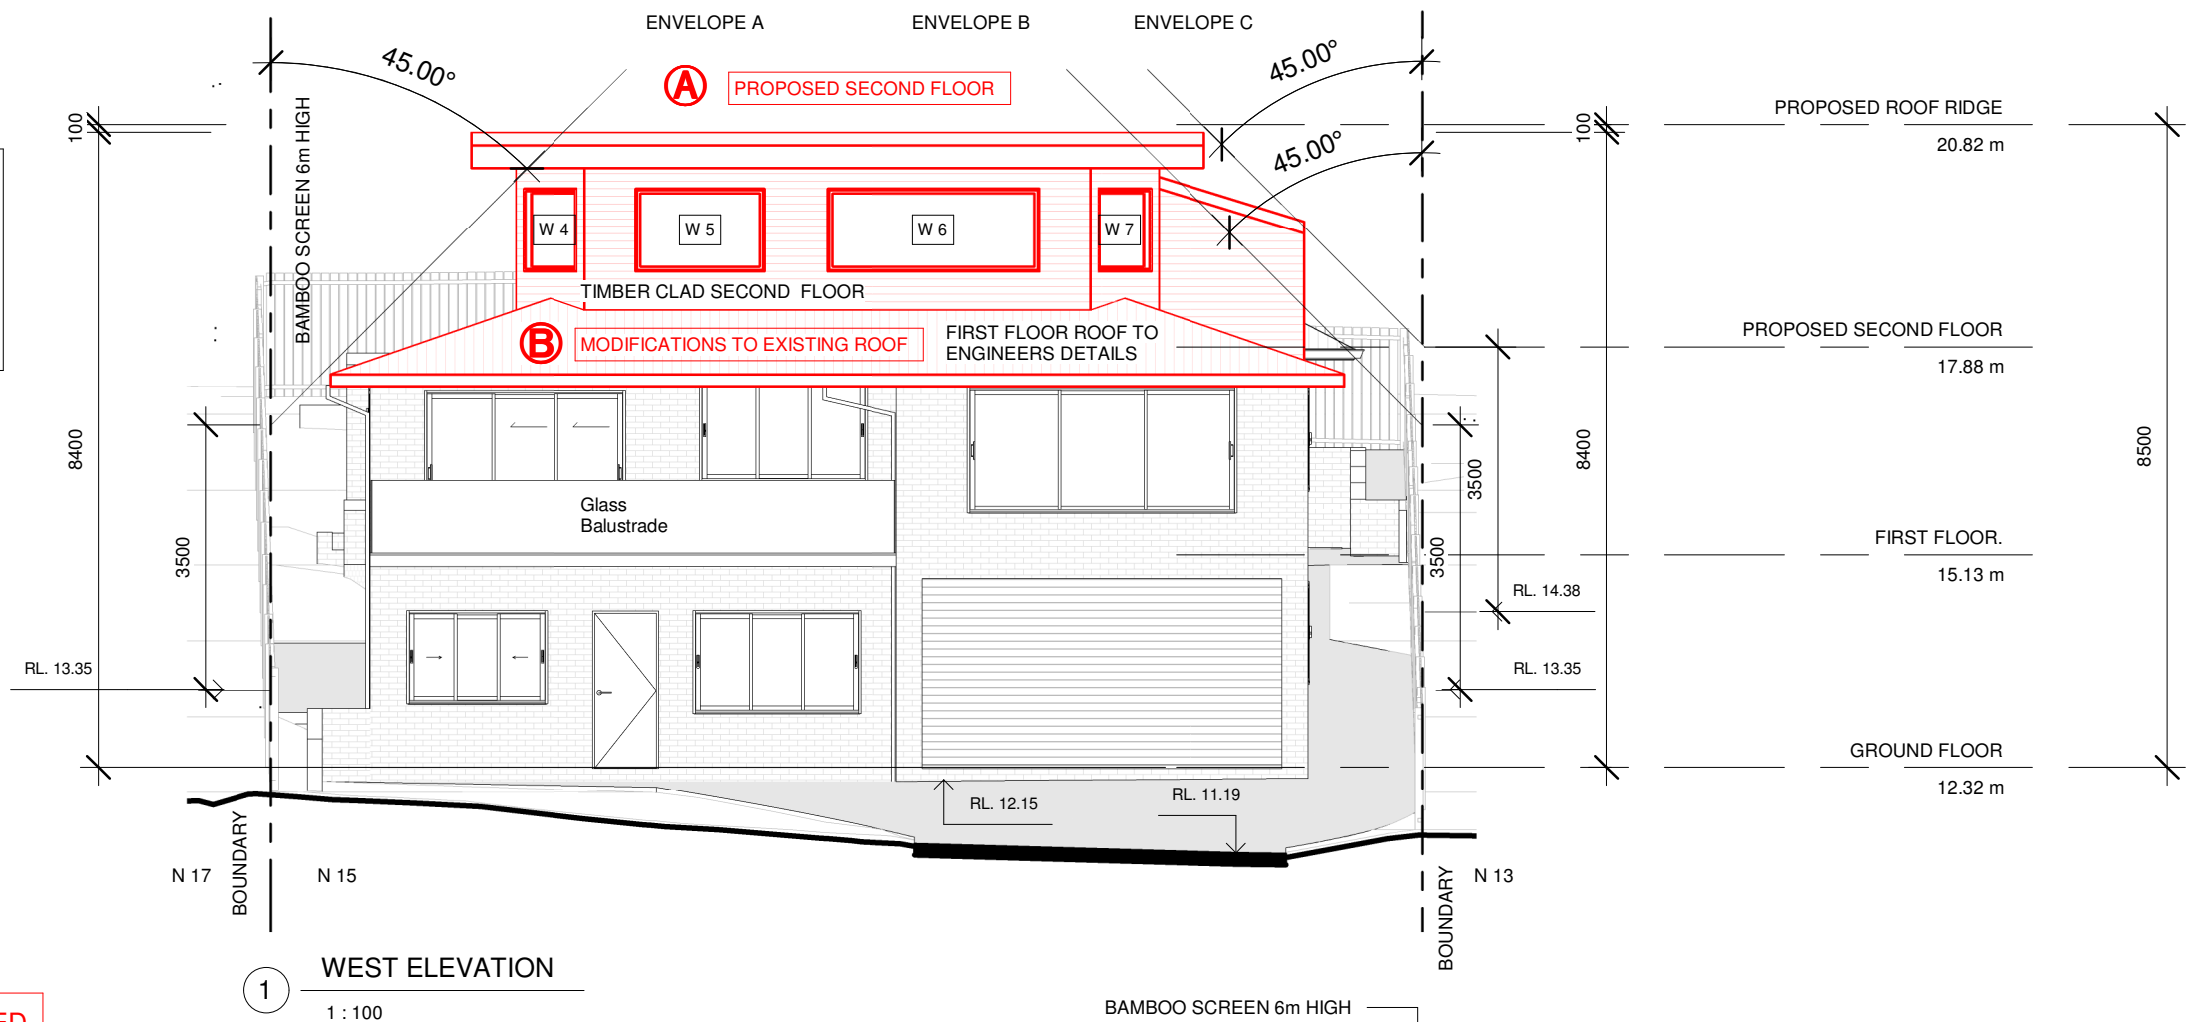 ENVELOPE A
ENVELOPE B
ENVELOPE C
45.00°
45.00°
45.00°
A
PROPOSED SECOND FLOOR
BAMBOO SCREEN 6m HIGH
100
100
PROPOSED ROOF RIDGE
20.82 m
W 4
W 5
W 6
W 7
TIMBER CLAD SECOND FLOOR
B
MODIFICATIONS TO EXISTING ROOF
FIRST FLOOR ROOF TO
ENGINEERS DETAILS
PROPOSED SECOND FLOOR
17.88 m
8400
3500
8400
8500
Glass
Balustrade
3500
3500
FIRST FLOOR.
15.13 m
RL. 14.38
RL. 13.35
RL. 13.35
GROUND FLOOR
12.32 m
RL. 12.15
RL. 11.19
N 17
BOUNDARY
N 15
BOUNDARY
N 13
1
WEST ELEVATION
1 : 100
BAMBOO SCREEN 6m HIGH